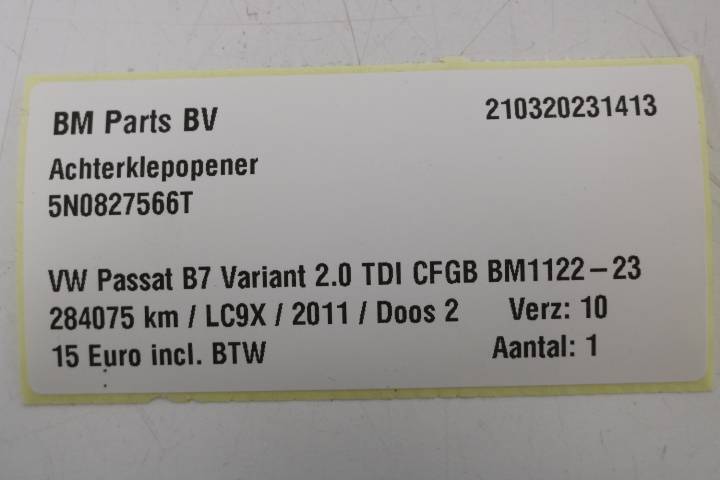 BM Parts BV 210320231413
Achterklepopener
5N0827566T
VW Passat B7 Variant 2.0 TDI CFGB BM1122-23
284075 km / LC9X / 2011 / Doos 2 Verz: 10
15 Euro incl. BTW Aantal: 1